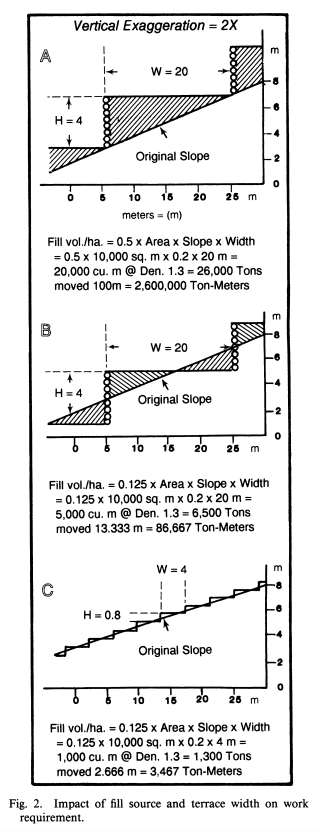 Vertical Exaggeration = 2X
A
m
W = 20
8
6
H = 4
4
Original Slope
2
0
0 5 10 15 20 25 m
meters = (m)
Fill vol./ha. = 0.5 x Area x Slope x Width
= 0.5 x 10,000 sq. m x 0.2 x 20 m =
20,000 cu. m @ Den. 1.3 = 26,000 Tons
moved 100m = 2,600,000 Ton-Meters
B
m
8
W = 20
6
H = 4
4
Original Slope
2
0
0 5 10 15 20 25 m
Fill vol./ha. = 0.125 x Area x Slope x Width
= 0.125 x 10,000 sq. m x 0.2 x 20 m =
5,000 cu. m @ Den. 1.3 = 6,500 Tons
moved 13.333 m = 86,667 Ton-Meters
C
m
W = 4
8
H = 0.8
6
4
Original Slope
2
0
0 5 10 15 20 25 m
Fill vol./ha. = 0.125 x Area x Slope x Width
= 0.125 x 10,000 sq. m x 0.2 x 4 m =
1,000 cu. m @ Den. 1.3 = 1,300 Tons
moved 2.666 m = 3,467 Ton-Meters
Fig. 2. Impact of fill source and terrace width on work
requirement.